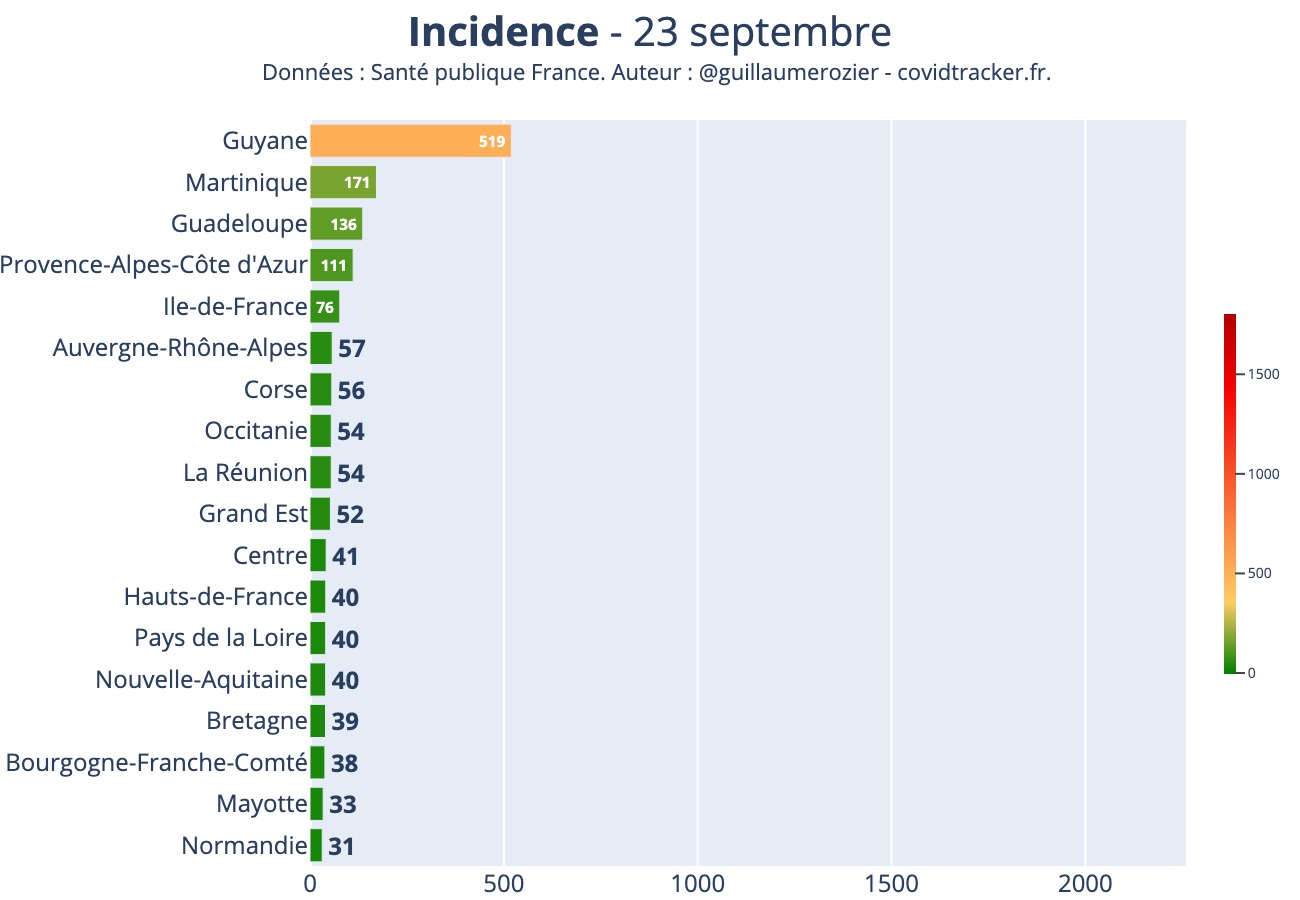 Incidence - 23 septembre
Données : Santé publique France. Auteur : @guillaumerozier - covidtracker.fr.
Guyane 519
Martinique 171
Guadeloupe 136
Provence-Alpes-Côte d'Azur 111
Ile-de-France 76
Auvergne-Rhône-Alpes 57
Corse 56
Occitanie 54
La Réunion 54
Grand Est 52
Centre 41
Hauts-de-France 40
Pays de la Loire 40
Nouvelle-Aquitaine 40
Bretagne 39
Bourgogne-Franche-Comté 38
Mayotte 33
Normandie 31
0 500 1000 1500 2000
1500
1000
500
0